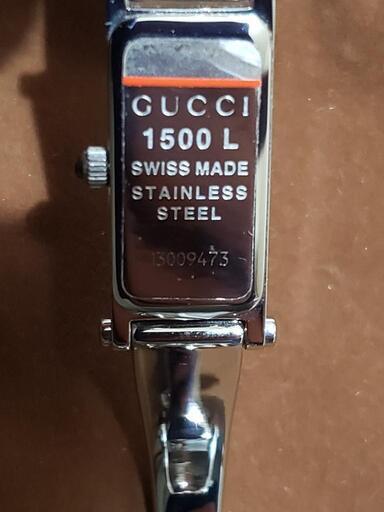 GUCCI
1500 L
SWISS MADE
STAINLESS
STEEL
13009473